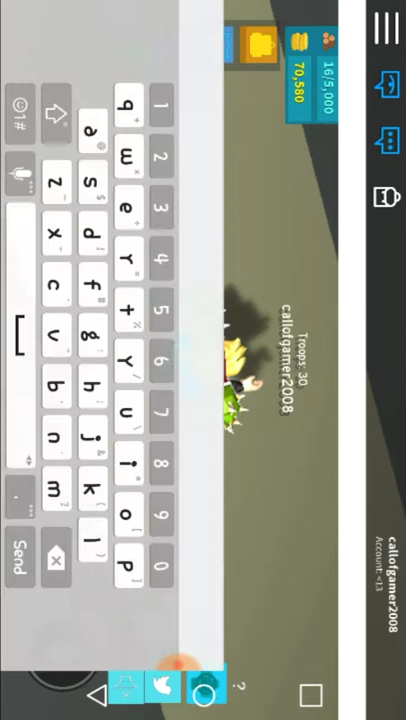 callofgamer2008
Account: <13
16/5,000
70,580
Troops: 30
callofgamer2008
1 2 3 4 5 6 7 8 9 0
q w e r t y u i o p
a s d f g h j k l
z x c v b n m
1#
Send
?